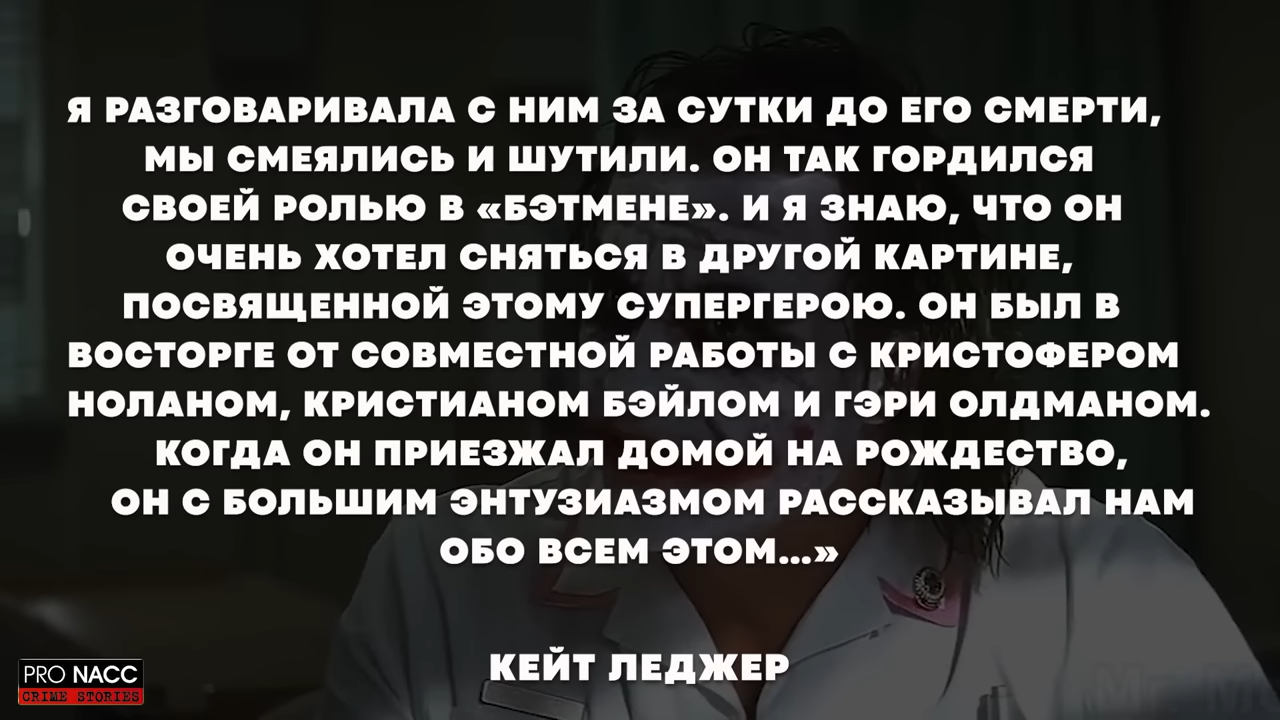 Я РАЗГОВАРИВАЛА С НИМ ЗА СУТКИ ДО ЕГО СМЕРТИ,
МЫ СМЕЯЛИСЬ И ШУТИЛИ. ОН ТАК ГОРДИЛСЯ
СВОЕЙ РОЛЬЮ В «БЭТМЕНЕ». И Я ЗНАЮ, ЧТО ОН
ОЧЕНЬ ХОТЕЛ СНЯТЬСЯ В ДРУГОЙ КАРТИНЕ,
ПОСВЯЩЕННОЙ ЭТОМУ СУПЕРГЕРОЮ. ОН БЫЛ В
ВОСТОРГЕ ОТ СОВМЕСТНОЙ РАБОТЫ С КРИСТОФЕРОМ
НОЛАНОМ, КРИСТИАНОМ БЭЙЛОМ И ГЭРИ ОЛДМАНОМ.
КОГДА ОН ПРИЕЗЖАЛ ДОМОЙ НА РОЖДЕСТВО,
ОН С БОЛЬШИМ ЭНТУЗИАЗМОМ РАССКАЗЫВАЛ НАМ
ОБО ВСЕМ ЭТОМ...»
КЕЙТ ЛЕДЖЕР
PRO NACC
CRIME STORIES